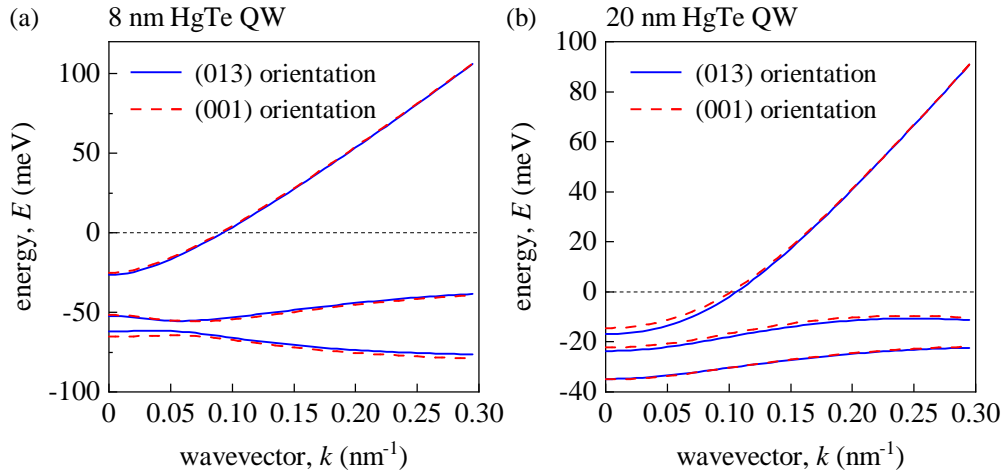 (a) 8 nm HgTe QW
(013) orientation
(001) orientation
energy, E (meV)
100
50
0
-50
-100
0
0.05
0.10
0.15
0.20
0.25
0.30
wavevector, k (nm⁻¹)
(b) 20 nm HgTe QW
(013) orientation
(001) orientation
energy, E (meV)
100
80
60
40
20
0
-20
-40
0
0.05
0.10
0.15
0.20
0.25
0.30
wavevector, k (nm⁻¹)